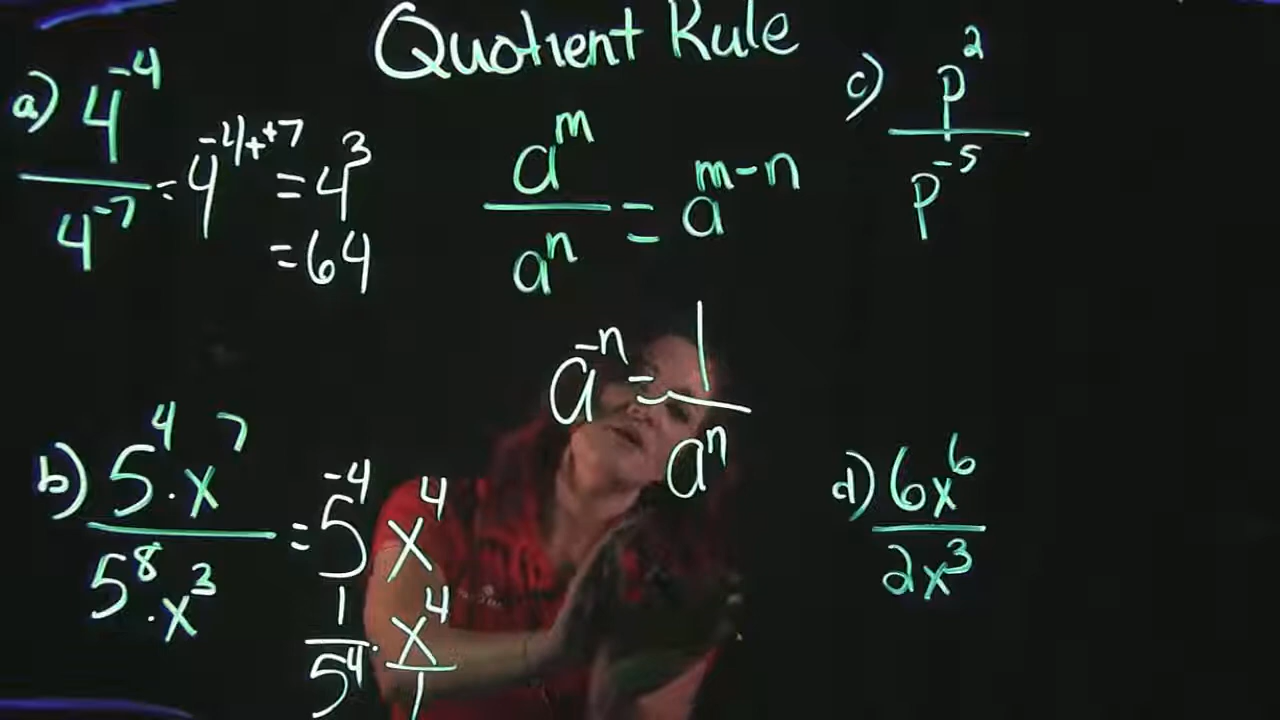 Quotient Rule
a) 4^-4 / 4^-7 = 4^-4++7 = 4^3
= 64
a^m / a^n = a^m-n
a^-n = 1 / a^n
b) 5^4 · x^7 / 5^8 · x^3 = 5^-4 x^4
1 / 5^4 · x^4 / 1
c) p^2 / p^-5
d) 6x^6 / 2x^3